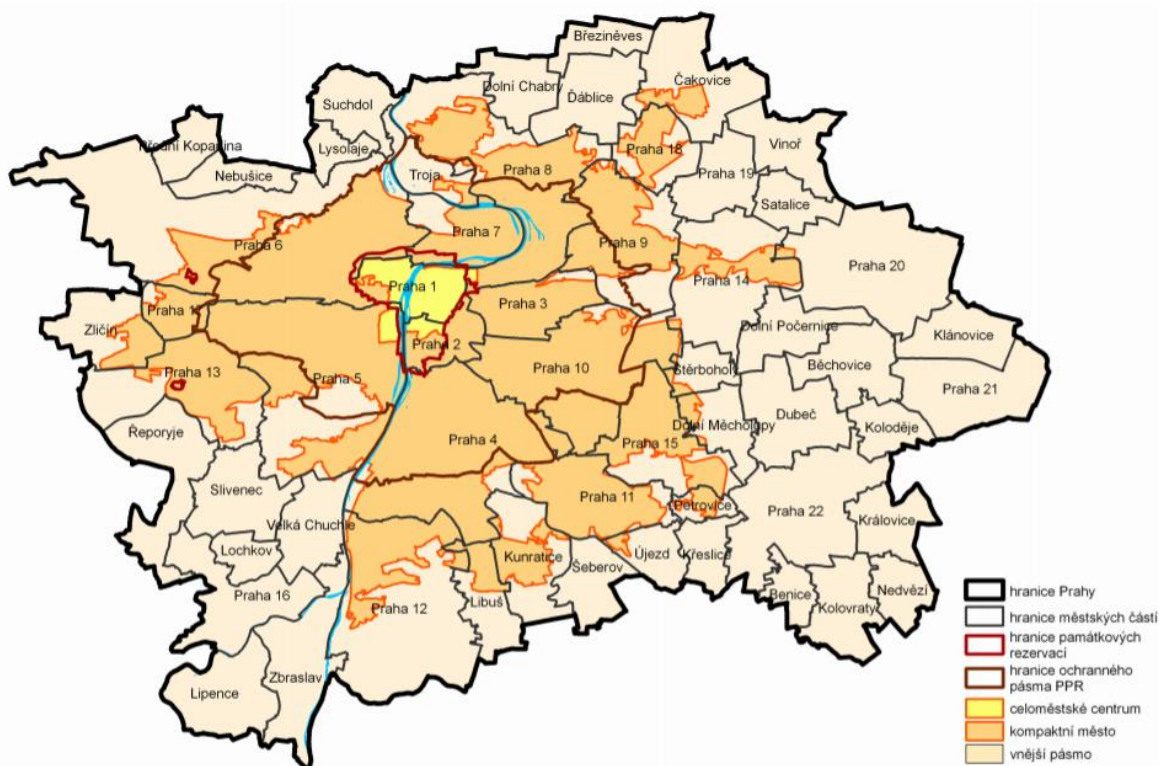 Březiněves
Dolní Chabry
Ďáblice
Čakovice
Suchdol
Přední Kopanina
Lysolaje
Nebušice
Troja
Praha 8
Praha 18
Vinoř
Praha 19
Satalice
Praha 6
Praha 7
Praha 9
Praha 14
Praha 20
Praha 1
Praha 3
Zličín
Praha 1
Dolní Počernice
Klánovice
Praha 2
Praha 10
Štěrboholy
Běchovice
Praha 13
Praha 5
Praha 21
Řeporyje
Praha 4
Praha 15
Dolní Měcholupy
Dubeč
Koloděje
Slivenec
Velká Chuchle
Praha 11
Petrovice
Praha 22
Královice
Lochkov
Kunratice
Šeberov
Újezd
Křeslice
Praha 16
Praha 12
Libuš
Benice
Kolovraty
Nedvězí
Lipence
Zbraslav
hranice Prahy
hranice městských částí
hranice památkových
rezervací
hranice ochranného
pásma PPR
celoměstské centrum
kompaktní město
vnější pásmo